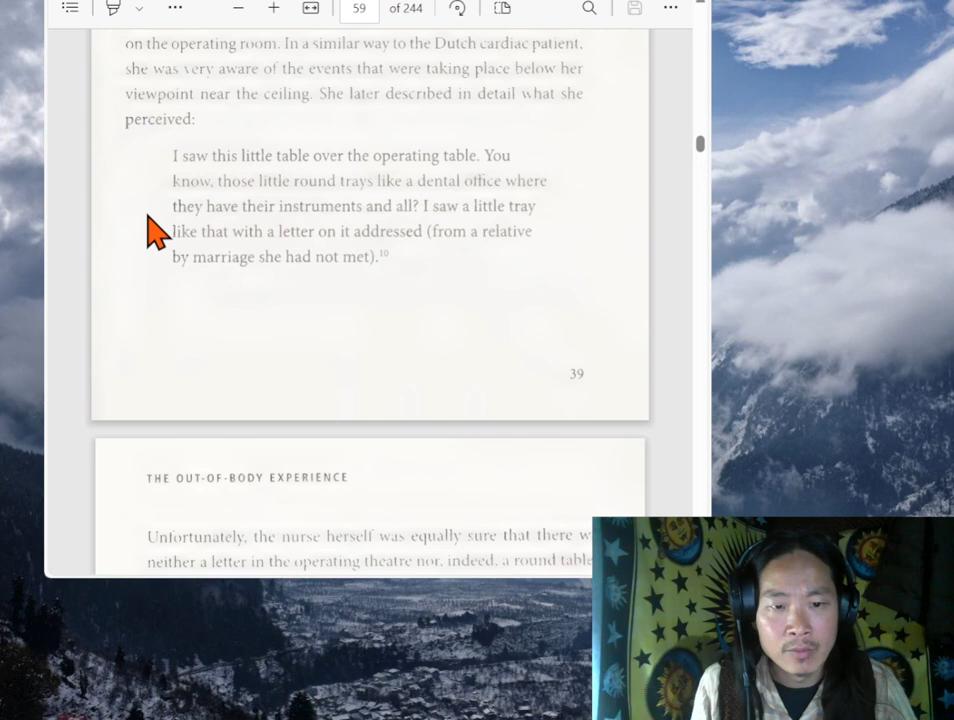 59 of 244
on the operating room. In a similar way to the Dutch cardiac patient,
she was very aware of the events that were taking place below her
viewpoint near the ceiling. She later described in detail what she
perceived:
I saw this little table over the operating table. You
know, those little round trays like a dental office where
they have their instruments and all? I saw a little tray
like that with a letter on it addressed (from a relative
by marriage she had not met).10
39
THE OUT-OF-BODY EXPERIENCE
Unfortunately, the nurse herself was equally sure that there w
neither a letter in the operating theatre nor, indeed, a round table